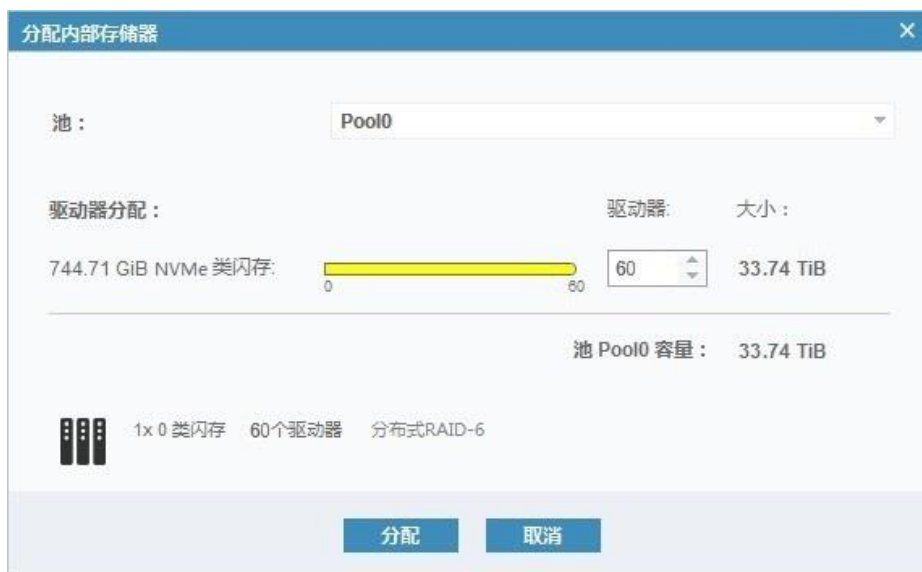 分配内部存储器
池：
Pool0
驱动器分配： 驱动器: 大小：
744.71 GiB NVMe 类闪存: 60 33.74 TiB
0 60
池 Pool0 容量： 33.74 TiB
1x 0 类闪存 60个驱动器 分布式RAID-6
分配 取消